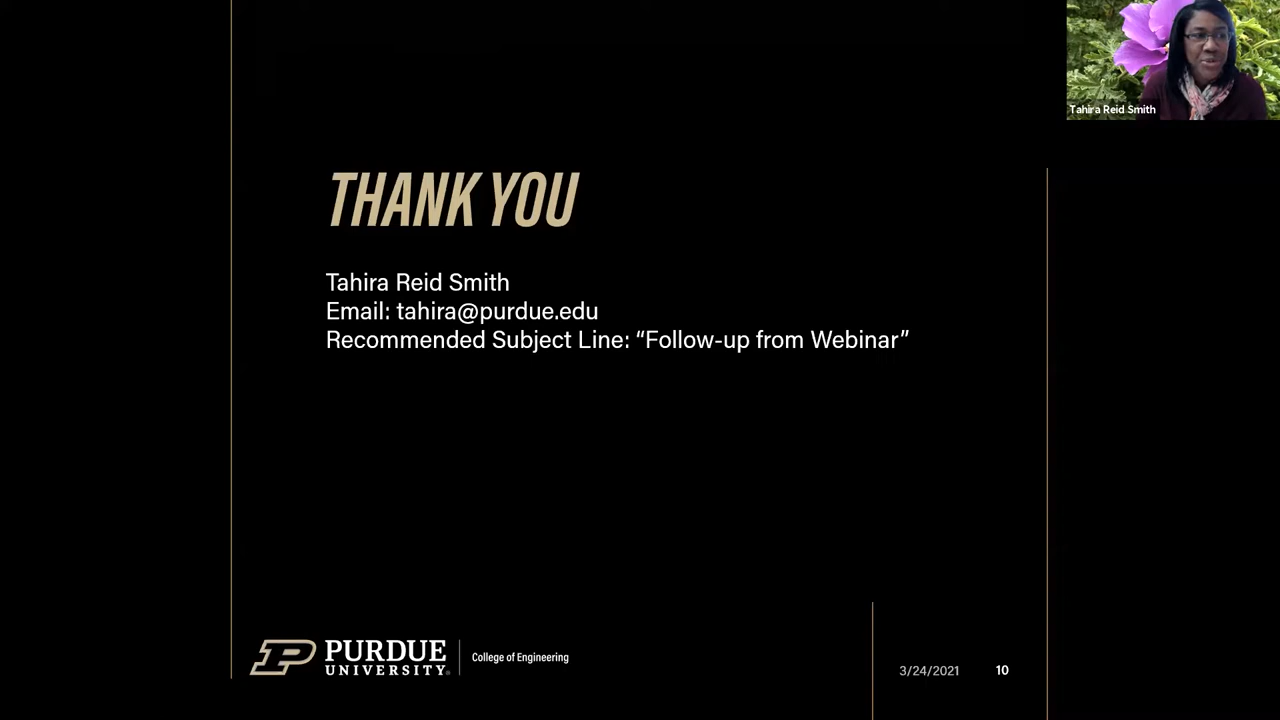 Tahira Reid Smith
THANK YOU
Tahira Reid Smith
Email: tahira@purdue.edu
Recommended Subject Line: “Follow-up from Webinar”
P PURDUE
UNIVERSITY®
College of Engineering
3/24/2021 10